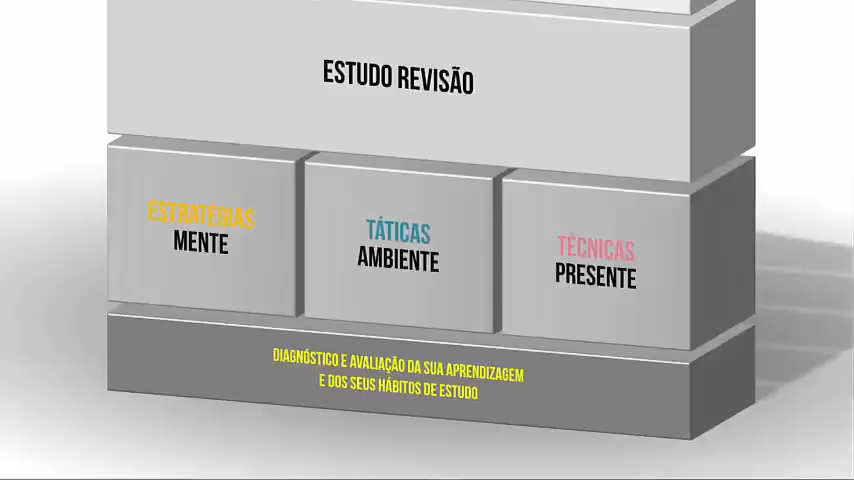 ESTUDO REVISÃO
ESTRATÉGIAS
MENTE
TÁTICAS
AMBIENTE
TÉCNICAS
PRESENTE
DIAGNÓSTICO E AVALIAÇÃO DA SUA APRENDIZAGEM
E DOS SEUS HÁBITOS DE ESTUDO